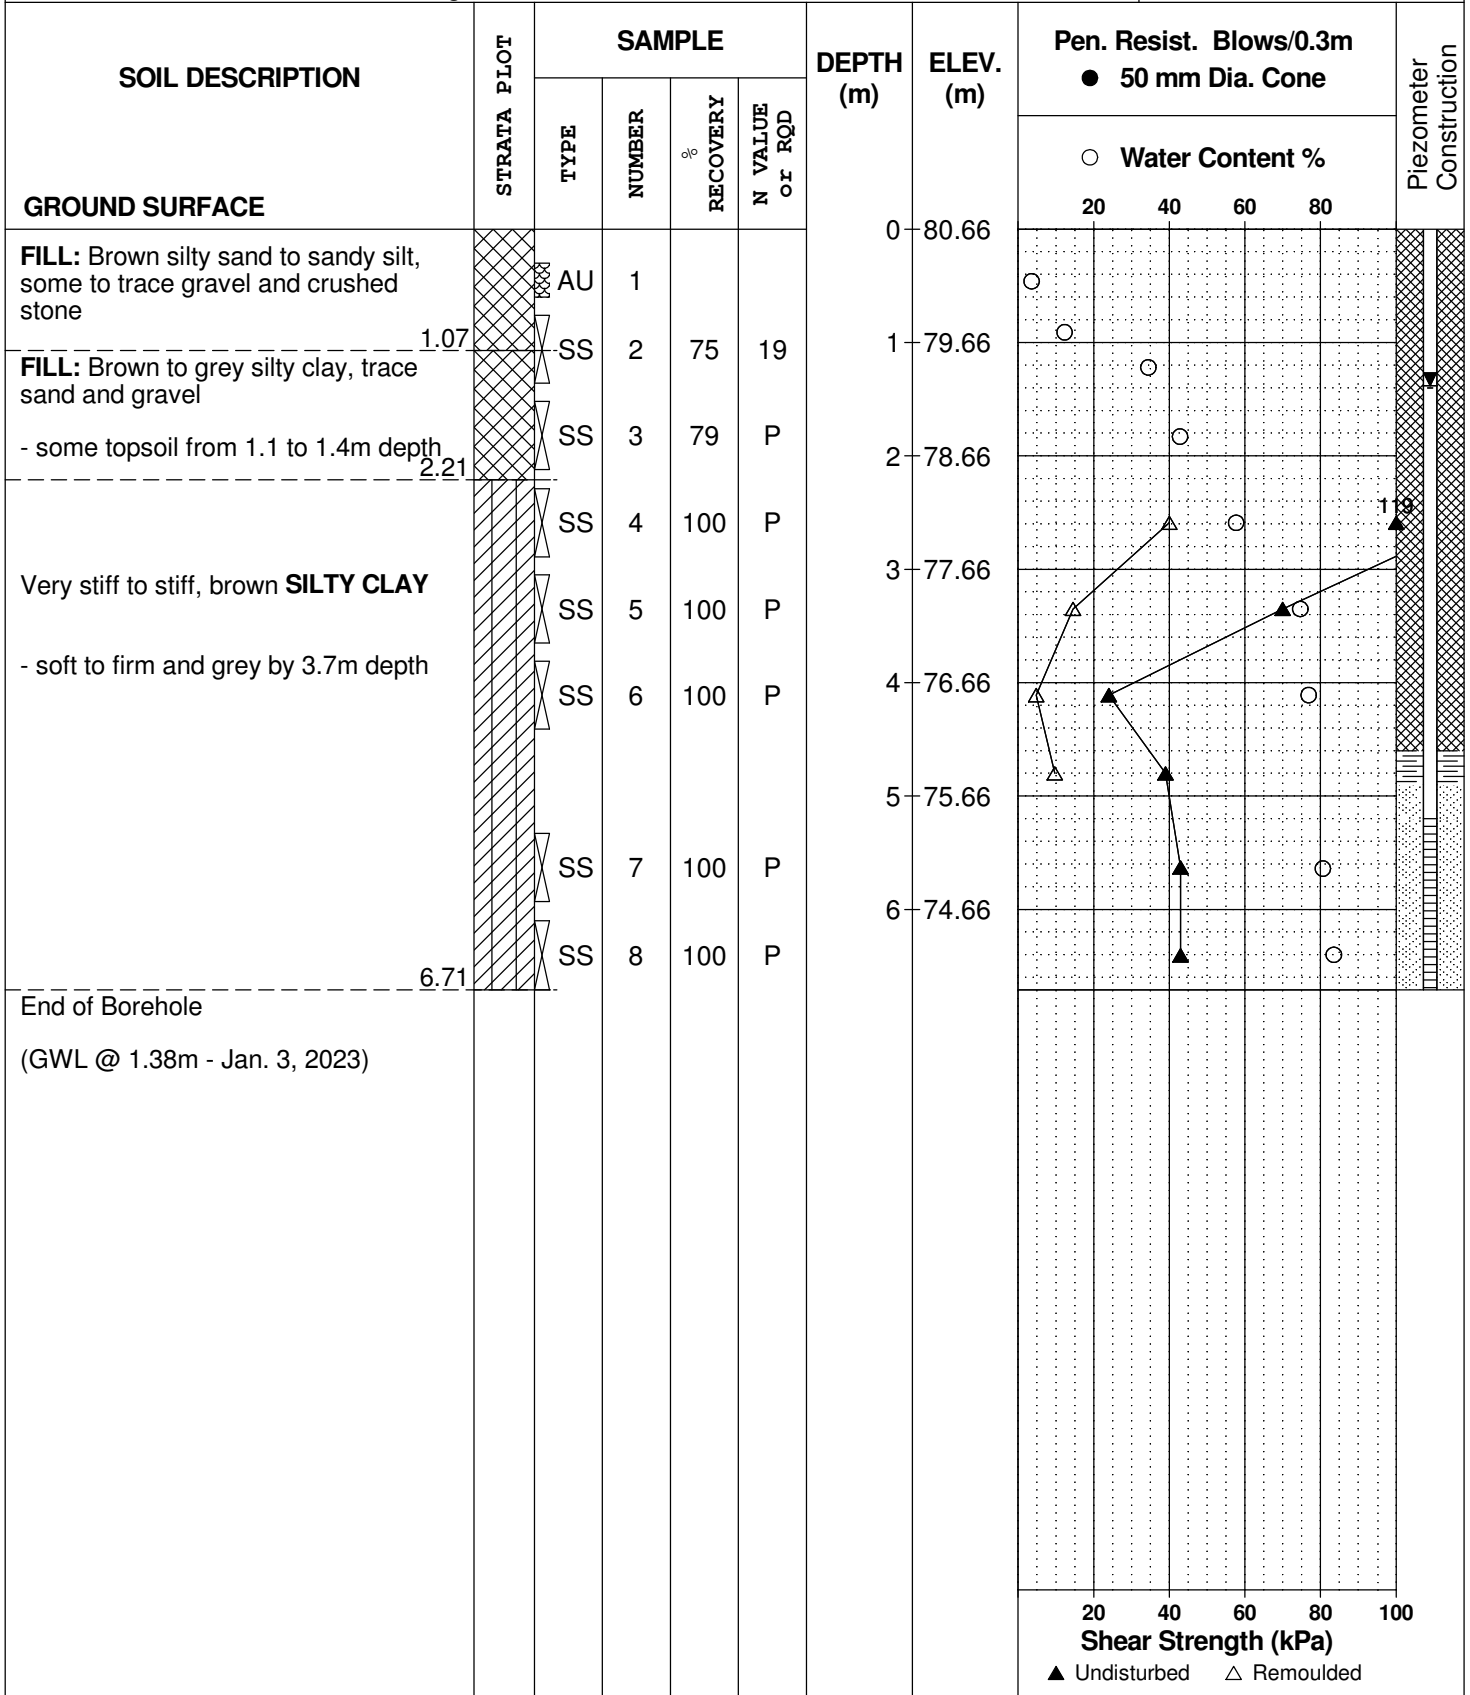 SOIL DESCRIPTION
GROUND SURFACE
STRATA PLOT
SAMPLE
TYPE
NUMBER
% RECOVERY
N VALUE or RQD
DEPTH (m)
ELEV. (m)
Pen. Resist. Blows/0.3m
● 50 mm Dia. Cone
○ Water Content %
20 40 60 80
Piezometer Construction
0 80.66
FILL: Brown silty sand to sandy silt,
some to trace gravel and crushed
stone
1.07
AU 1
SS 2 75 19
1 79.66
FILL: Brown to grey silty clay, trace
sand and gravel
- some topsoil from 1.1 to 1.4m depth
2.21
SS 3 79 P
2 78.66
SS 4 100 P
119
3 77.66
Very stiff to stiff, brown SILTY CLAY
SS 5 100 P
- soft to firm and grey by 3.7m depth
4 76.66
SS 6 100 P
5 75.66
SS 7 100 P
6 74.66
SS 8 100 P
6.71
End of Borehole
(GWL @ 1.38m - Jan. 3, 2023)
20 40 60 80 100
Shear Strength (kPa)
▲ Undisturbed △ Remoulded